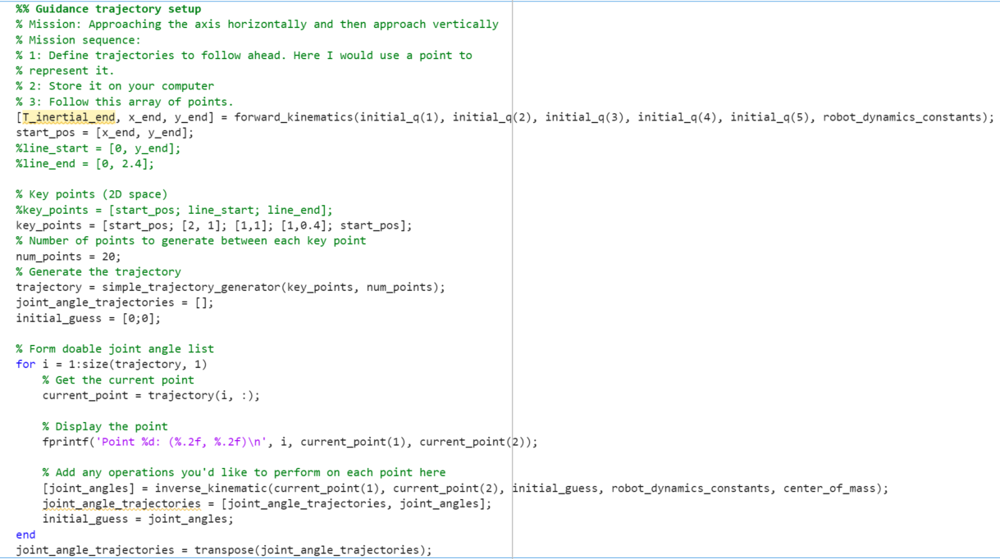 %% Guidance trajectory setup
% Mission: Approaching the axis horizontally and then approach vertically
% Mission sequence:
% 1: Define trajectories to follow ahead. Here I would use a point to
% represent it.
% 2: Store it on your computer
% 3: Follow this array of points.
[T_inertial_end, x_end, y_end] = forward_kinematics(initial_q(1), initial_q(2), initial_q(3), initial_q(4), initial_q(5), robot_dynamics_constants);
start_pos = [x_end, y_end];
%line_start = [0, y_end];
%line_end = [0, 2.4];
% Key points (2D space)
%key_points = [start_pos; line_start; line_end];
key_points = [start_pos; [2, 1]; [1,1]; [1,0.4]; start_pos];
% Number of points to generate between each key point
num_points = 20;
% Generate the trajectory
trajectory = simple_trajectory_generator(key_points, num_points);
joint_angle_trajectories = [];
initial_guess = [0;0];
% Form doable joint angle list
for i = 1:size(trajectory, 1)
% Get the current point
current_point = trajectory(i, :);
% Display the point
fprintf('Point %d: (%.2f, %.2f)\n', i, current_point(1), current_point(2));
% Add any operations you'd like to perform on each point here
[joint_angles] = inverse_kinematic(current_point(1), current_point(2), initial_guess, robot_dynamics_constants, center_of_mass);
joint_angle_trajectories = [joint_angle_trajectories, joint_angles];
initial_guess = joint_angles;
end
joint_angle_trajectories = transpose(joint_angle_trajectories);